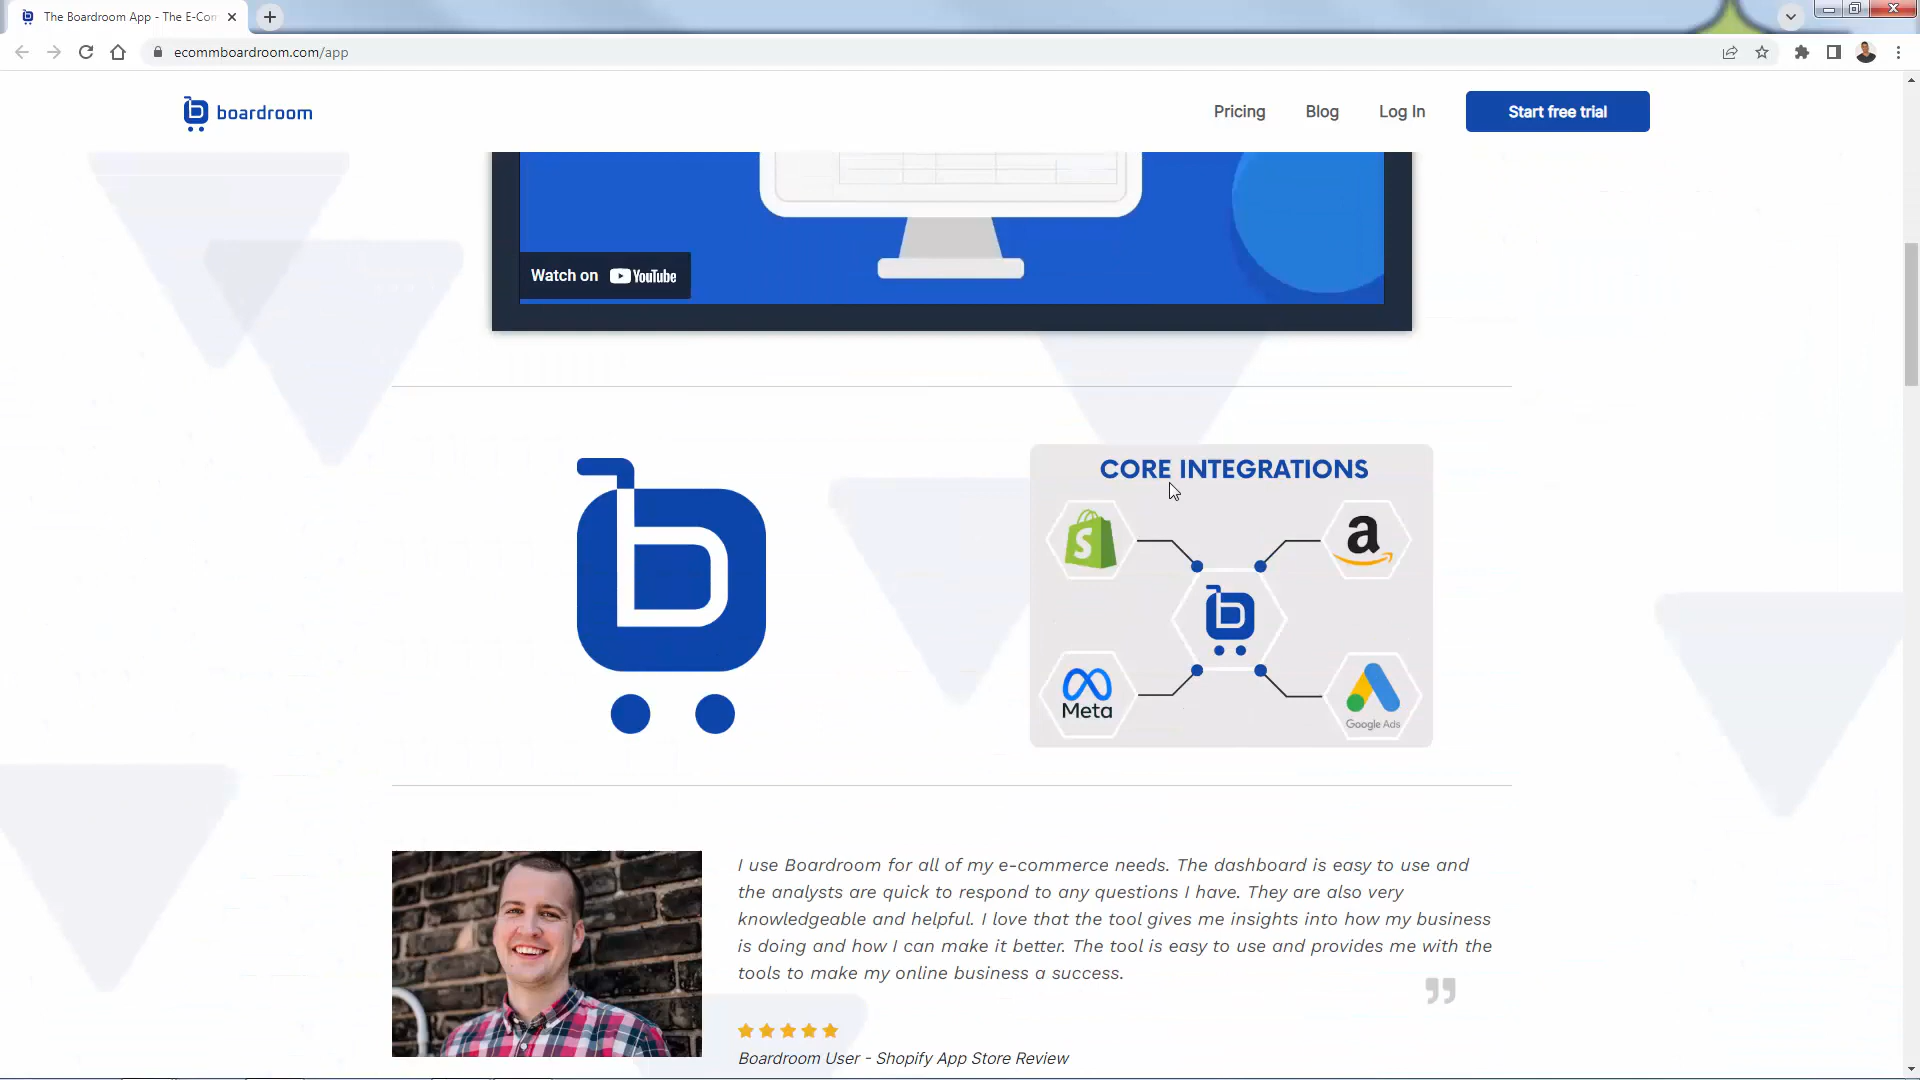 The Boardroom App - The E-Com
ecommboardroom.com/app
boardroom
Pricing
Blog
Log In
Start free trial
Watch on YouTube
CORE INTEGRATIONS
S
a
b
b
Meta
Google Ads
I use Boardroom for all of my e-commerce needs. The dashboard is easy to use and
the analysts are quick to respond to any questions I have. They are also very
knowledgeable and helpful. I love that the tool gives me insights into how my business
is doing and how I can make it better. The tool is easy to use and provides me with the
tools to make my online business a success.
Boardroom User - Shopify App Store Review